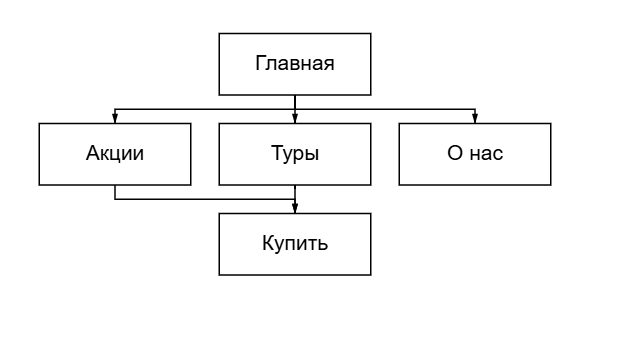 Главная
Акции
Туры
О нас
Купить